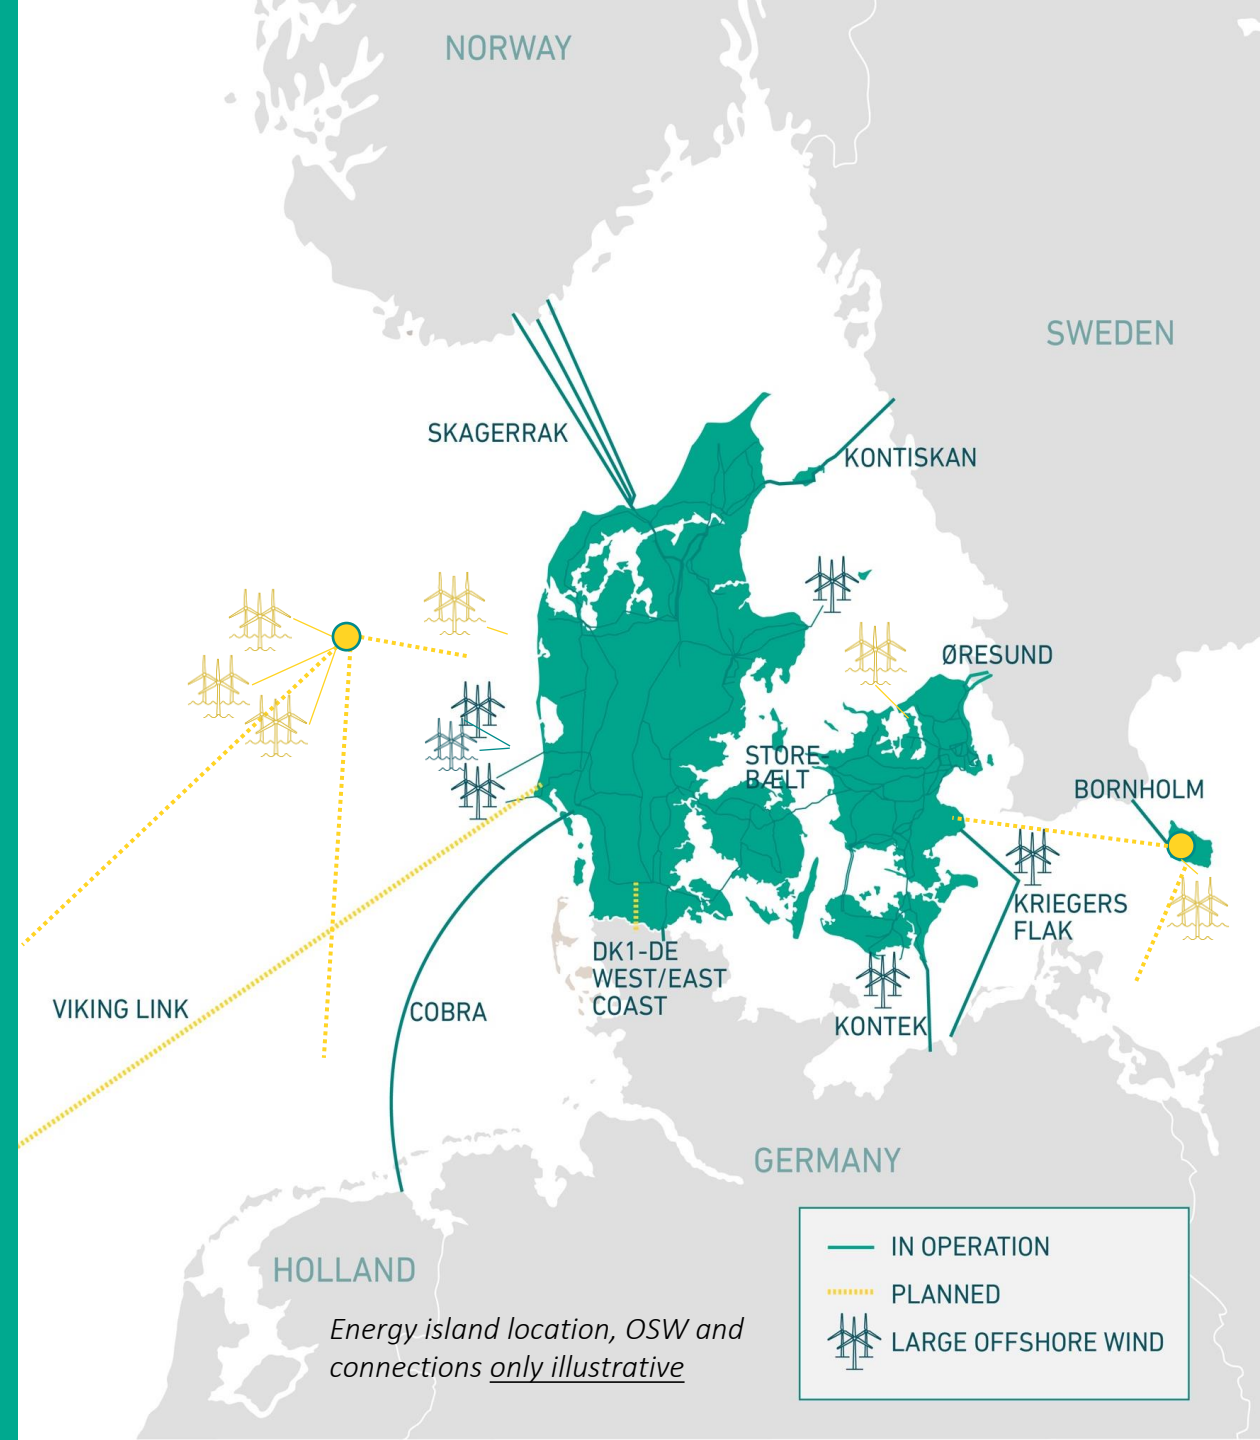 NORWAY
SWEDEN
SKAGERRAK
KONTISKAN
ØRESUND
STORE-
BÆLT
BORNHOLM
KRIEGERS
FLAK
DK1-DE
WEST/EAST
COAST
VIKING LINK
COBRA
KONTEK
GERMANY
HOLLAND
IN OPERATION
PLANNED
LARGE OFFSHORE WIND
Energy island location, OSW and
connections only illustrative